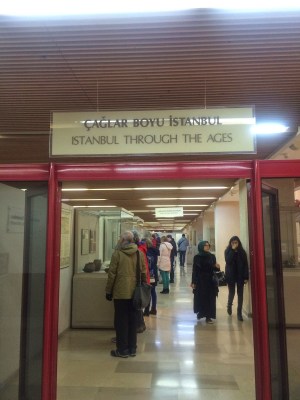 ÇAĞLAR BOYU İSTANBUL
ISTANBUL THROUGH THE AGES